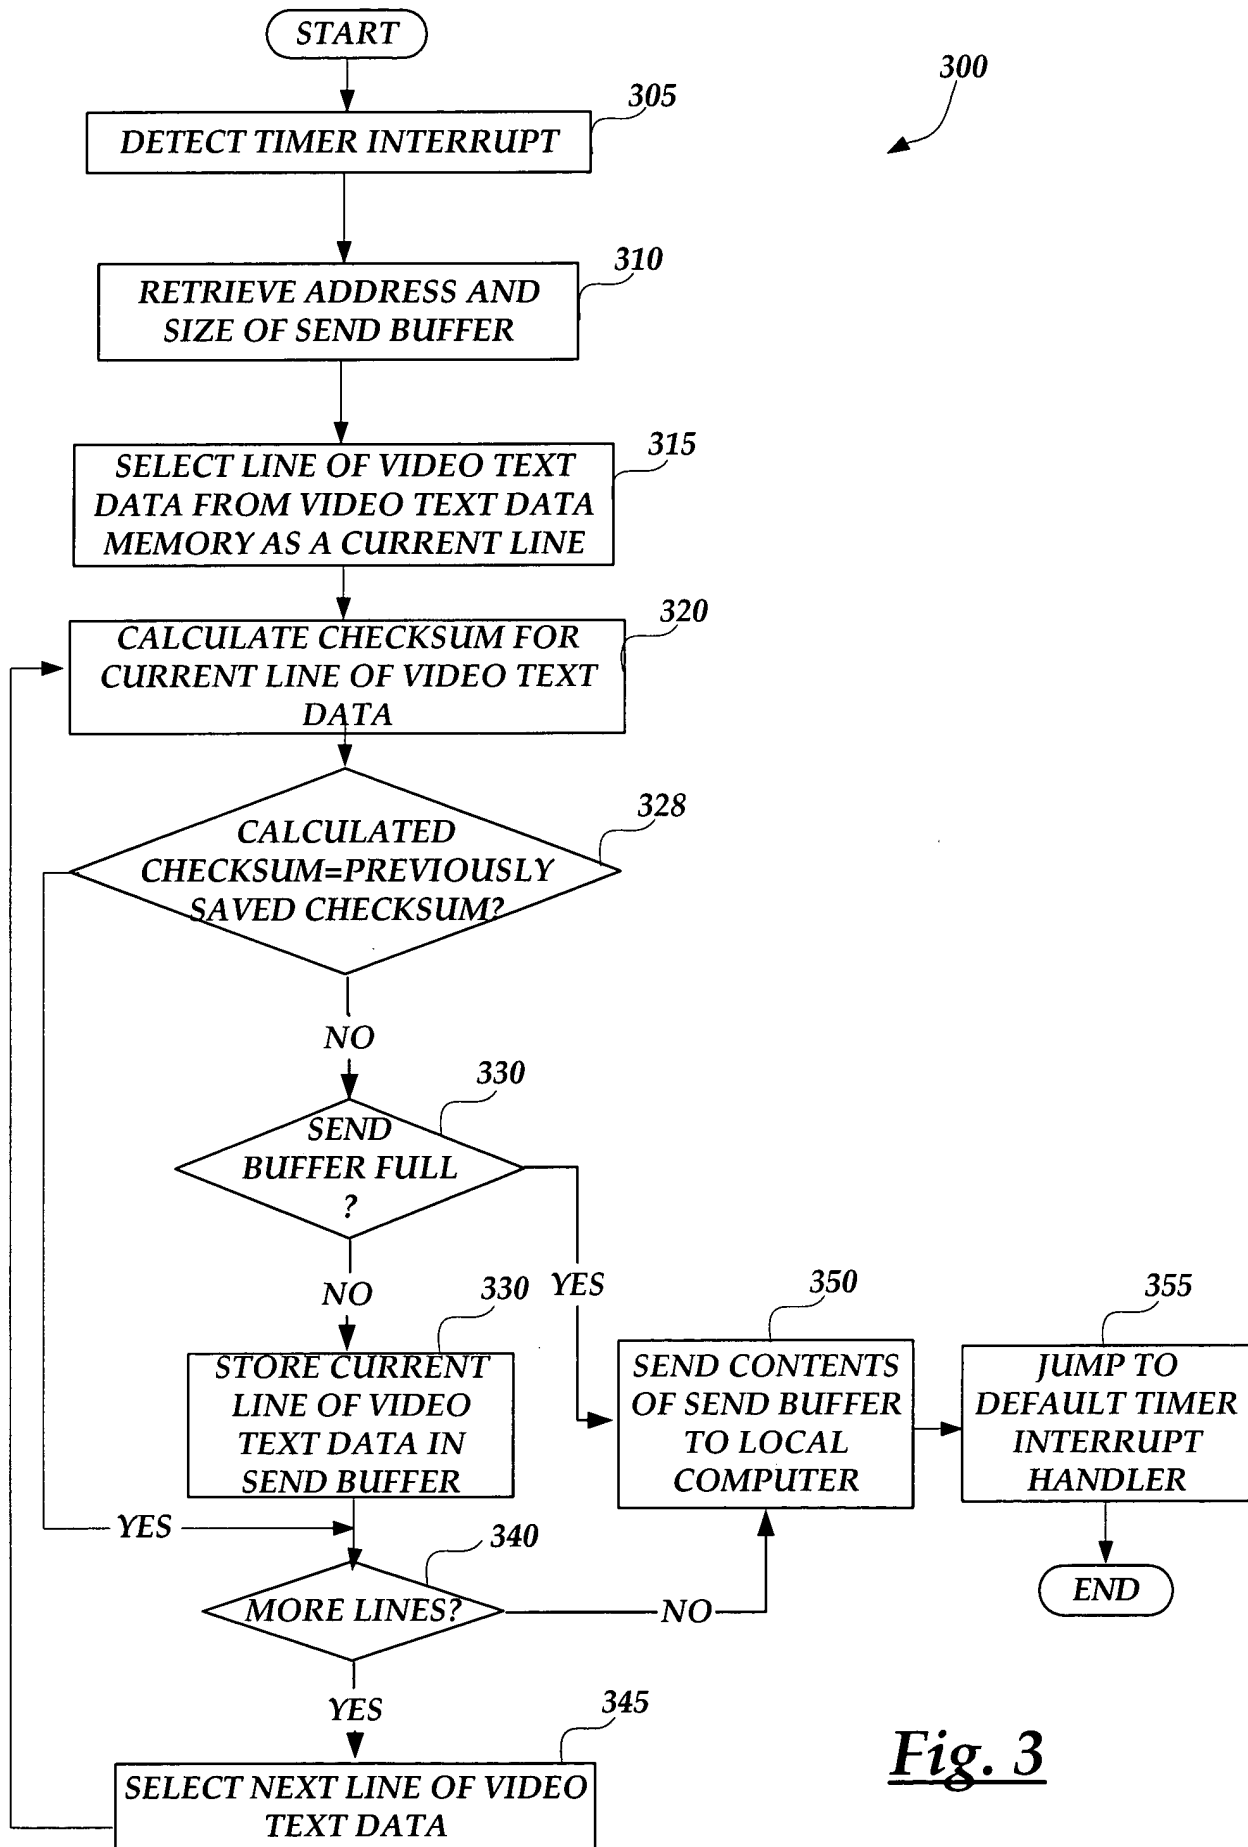 START
300
305
DETECT TIMER INTERRUPT
310
RETRIEVE ADDRESS AND
SIZE OF SEND BUFFER
315
SELECT LINE OF VIDEO TEXT
DATA FROM VIDEO TEXT DATA
MEMORY AS A CURRENT LINE
320
CALCULATE CHECKSUM FOR
CURRENT LINE OF VIDEO TEXT
DATA
328
CALCULATED
CHECKSUM=PREVIOUSLY
SAVED CHECKSUM?
NO
330
SEND
BUFFER FULL
?
NO
YES
330
STORE CURRENT
LINE OF VIDEO
TEXT DATA IN
SEND BUFFER
350
SEND CONTENTS
OF SEND BUFFER
TO LOCAL
COMPUTER
355
JUMP TO
DEFAULT TIMER
INTERRUPT
HANDLER
YES
340
MORE LINES?
NO
END
YES
345
SELECT NEXT LINE OF VIDEO
TEXT DATA
Fig. 3